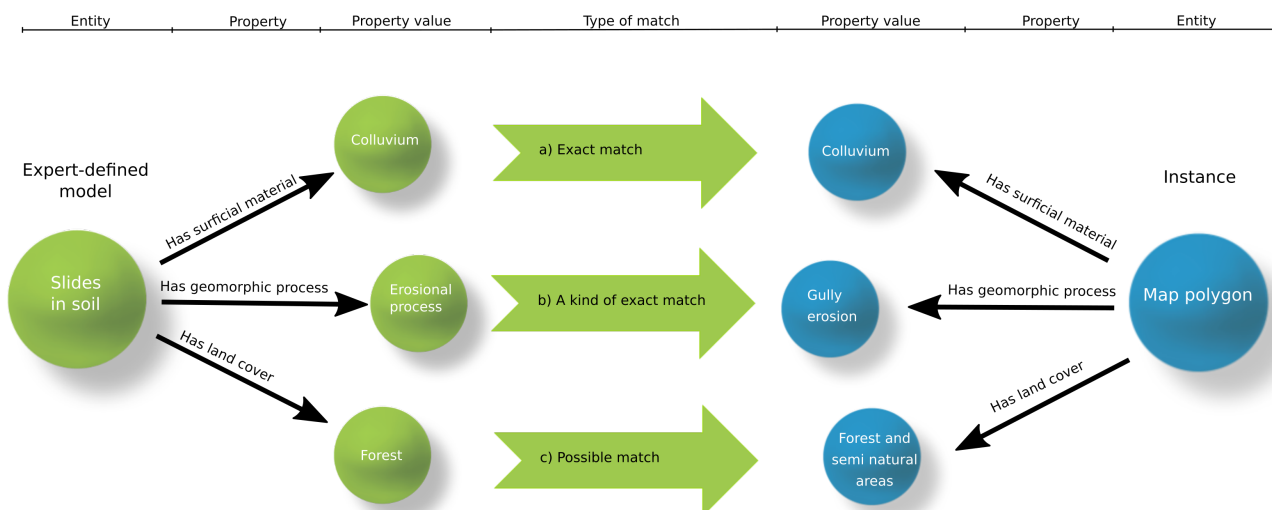 Entity
Property
Property value
Type of match
Property value
Property
Entity
Expert-defined
model
Slides
in soil
Has surficial material
Has geomorphic process
Has land cover
Colluvium
Erosional
process
Forest
a) Exact match
b) A kind of exact match
c) Possible match
Colluvium
Gully
erosion
Forest and
semi natural
areas
Has surficial material
Has geomorphic process
Has land cover
Instance
Map polygon